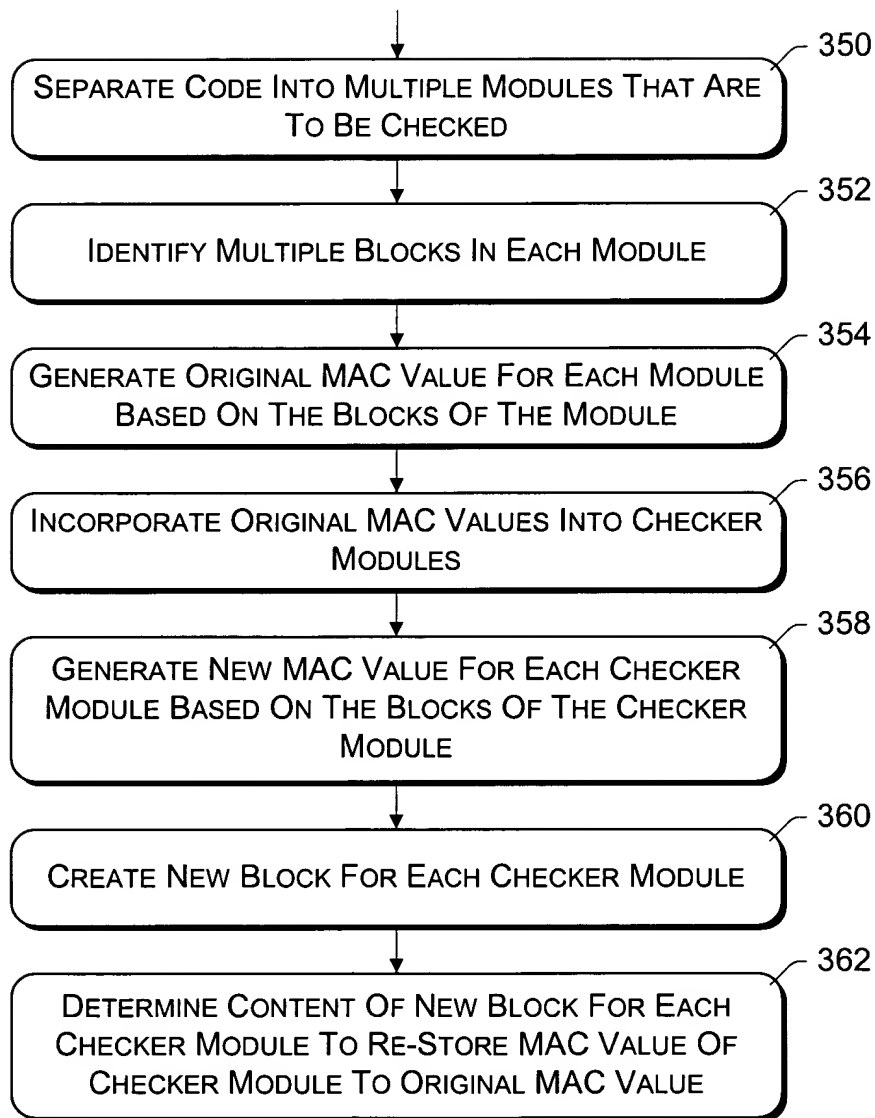 350
SEPARATE CODE INTO MULTIPLE MODULES THAT ARE
TO BE CHECKED
352
IDENTIFY MULTIPLE BLOCKS IN EACH MODULE
354
GENERATE ORIGINAL MAC VALUE FOR EACH MODULE
BASED ON THE BLOCKS OF THE MODULE
356
INCORPORATE ORIGINAL MAC VALUES INTO CHECKER
MODULES
358
GENERATE NEW MAC VALUE FOR EACH CHECKER
MODULE BASED ON THE BLOCKS OF THE CHECKER
MODULE
360
CREATE NEW BLOCK FOR EACH CHECKER MODULE
362
DETERMINE CONTENT OF NEW BLOCK FOR EACH
CHECKER MODULE TO RE-STORE MAC VALUE OF
CHECKER MODULE TO ORIGINAL MAC VALUE